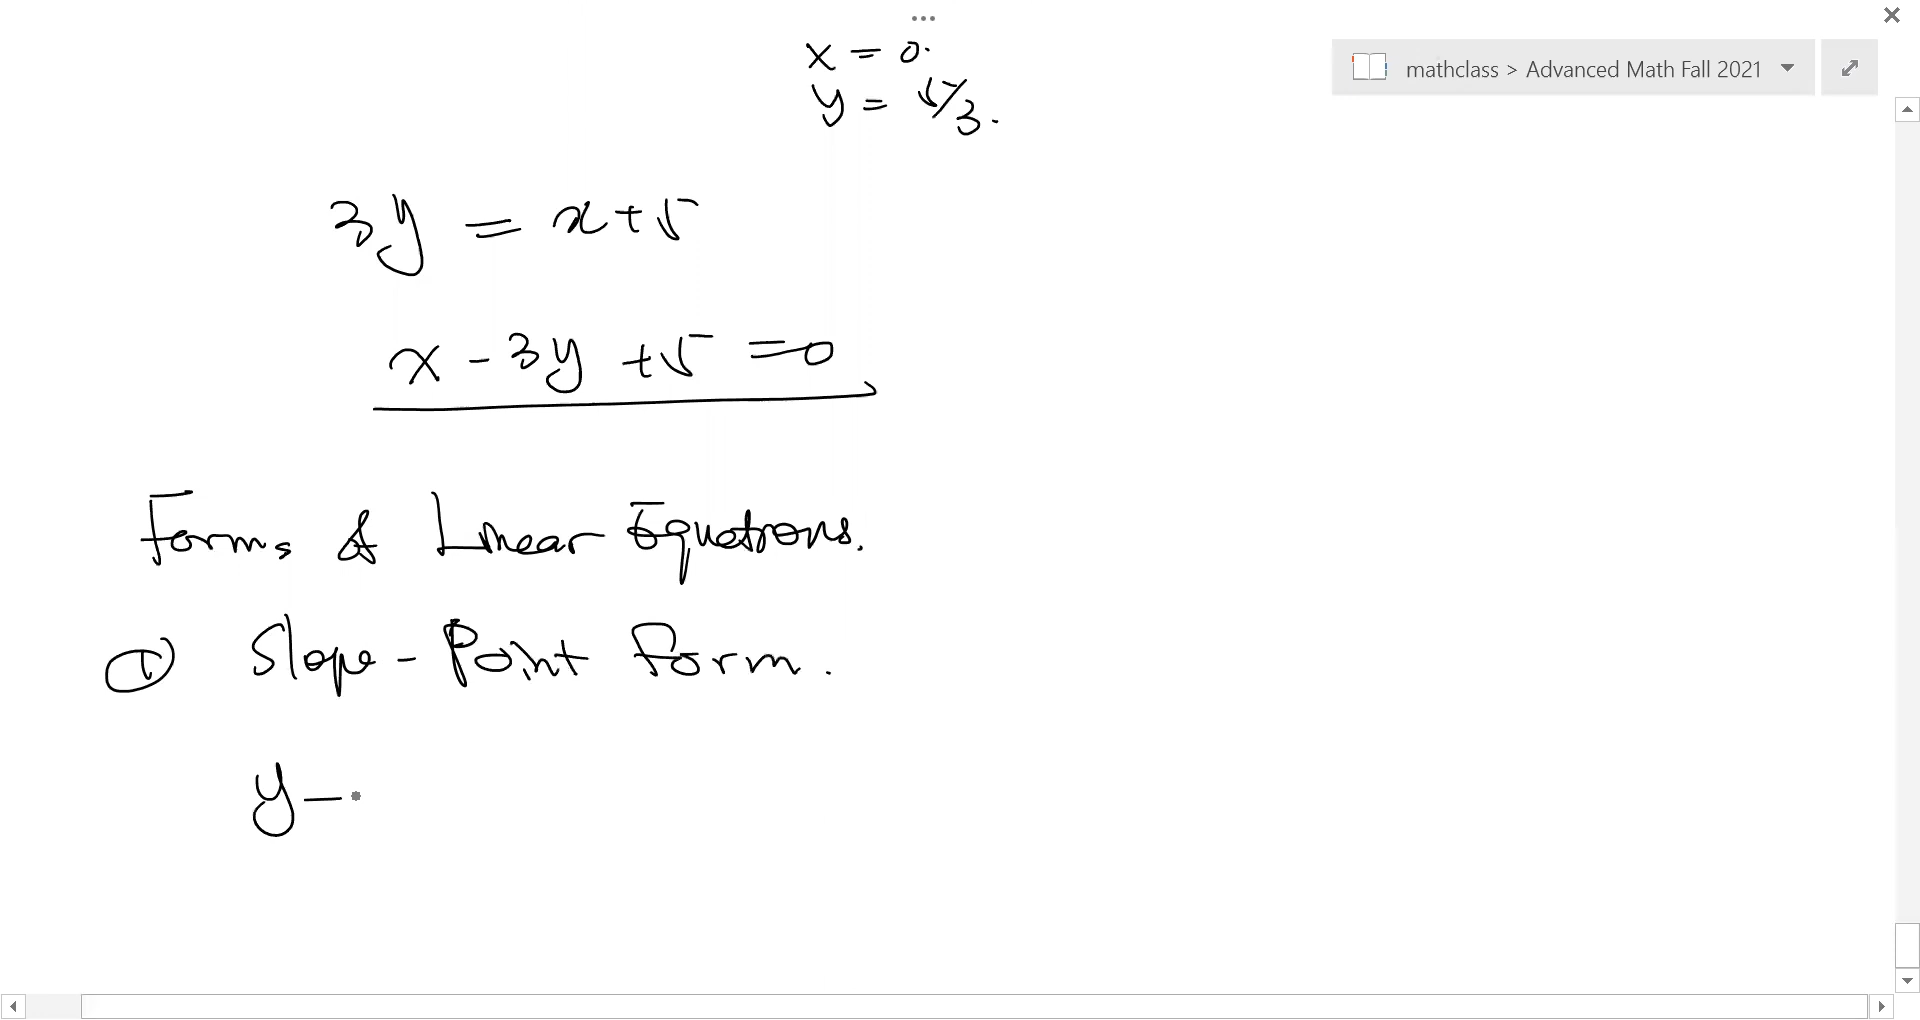 ...
x = 0.
mathclass > Advanced Math Fall 2021
y = 5/3.
3y = x+5
x - 3y + 5 = 0
Forms of Linear Equations.
① Slope - Point form.
y -